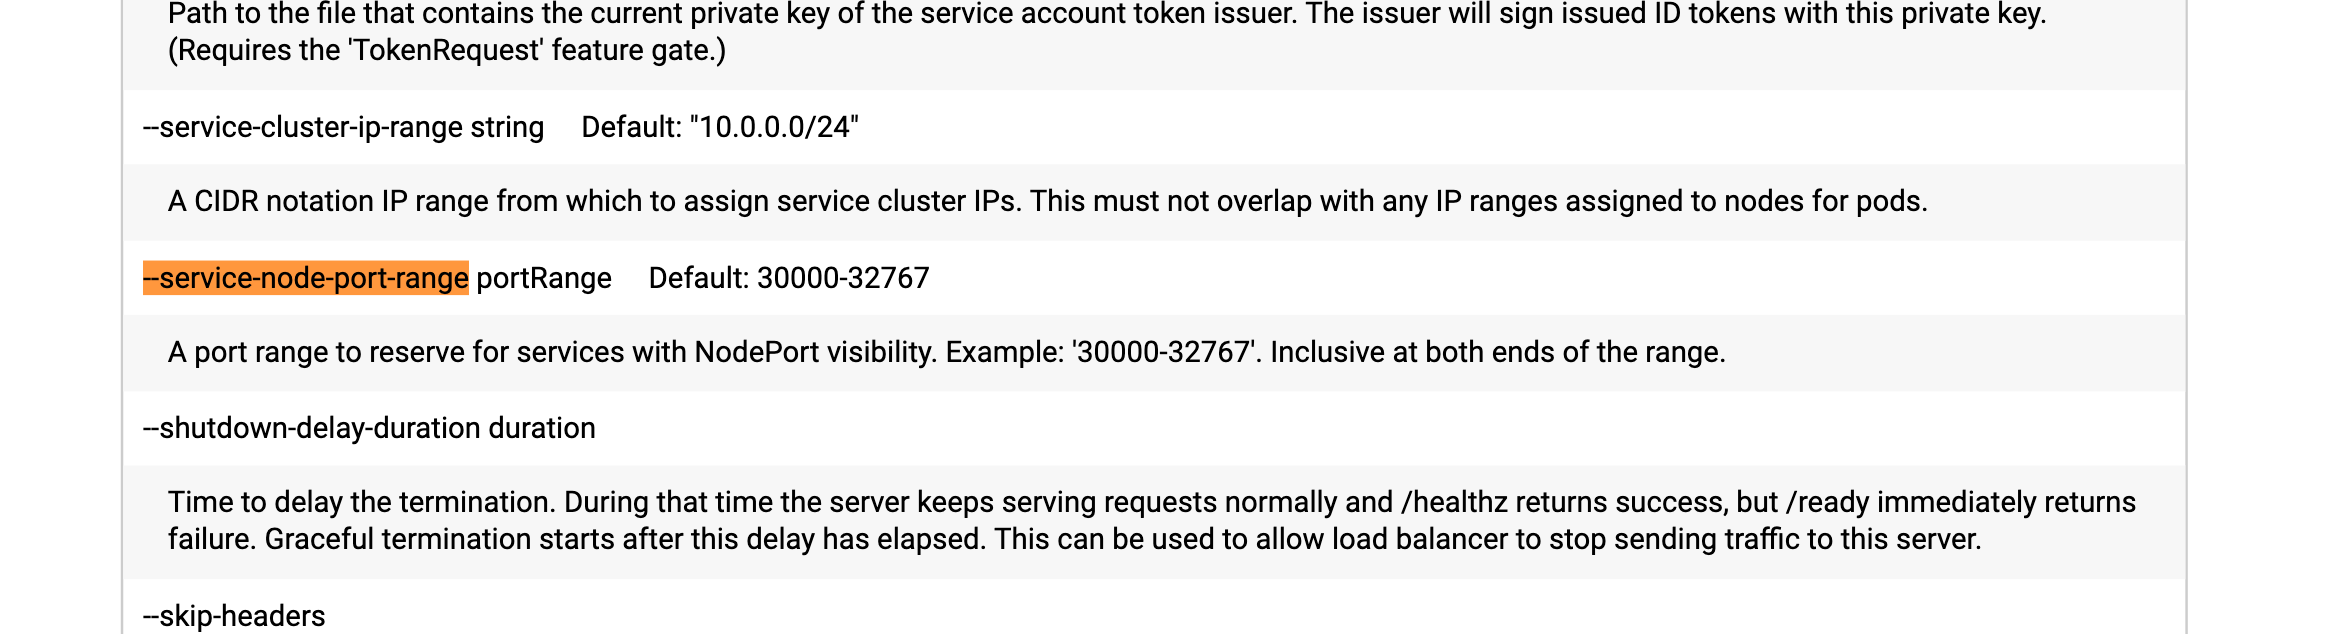 Path to the file that contains the current private key of the service account token issuer. The issuer will sign issued ID tokens with this private key.
(Requires the 'TokenRequest' feature gate.)
--service-cluster-ip-range string     Default: "10.0.0.0/24"
A CIDR notation IP range from which to assign service cluster IPs. This must not overlap with any IP ranges assigned to nodes for pods.
--service-node-port-range portRange     Default: 30000-32767
A port range to reserve for services with NodePort visibility. Example: '30000-32767'. Inclusive at both ends of the range.
--shutdown-delay-duration duration
Time to delay the termination. During that time the server keeps serving requests normally and /healthz returns success, but /ready immediately returns
failure. Graceful termination starts after this delay has elapsed. This can be used to allow load balancer to stop sending traffic to this server.
--skip-headers